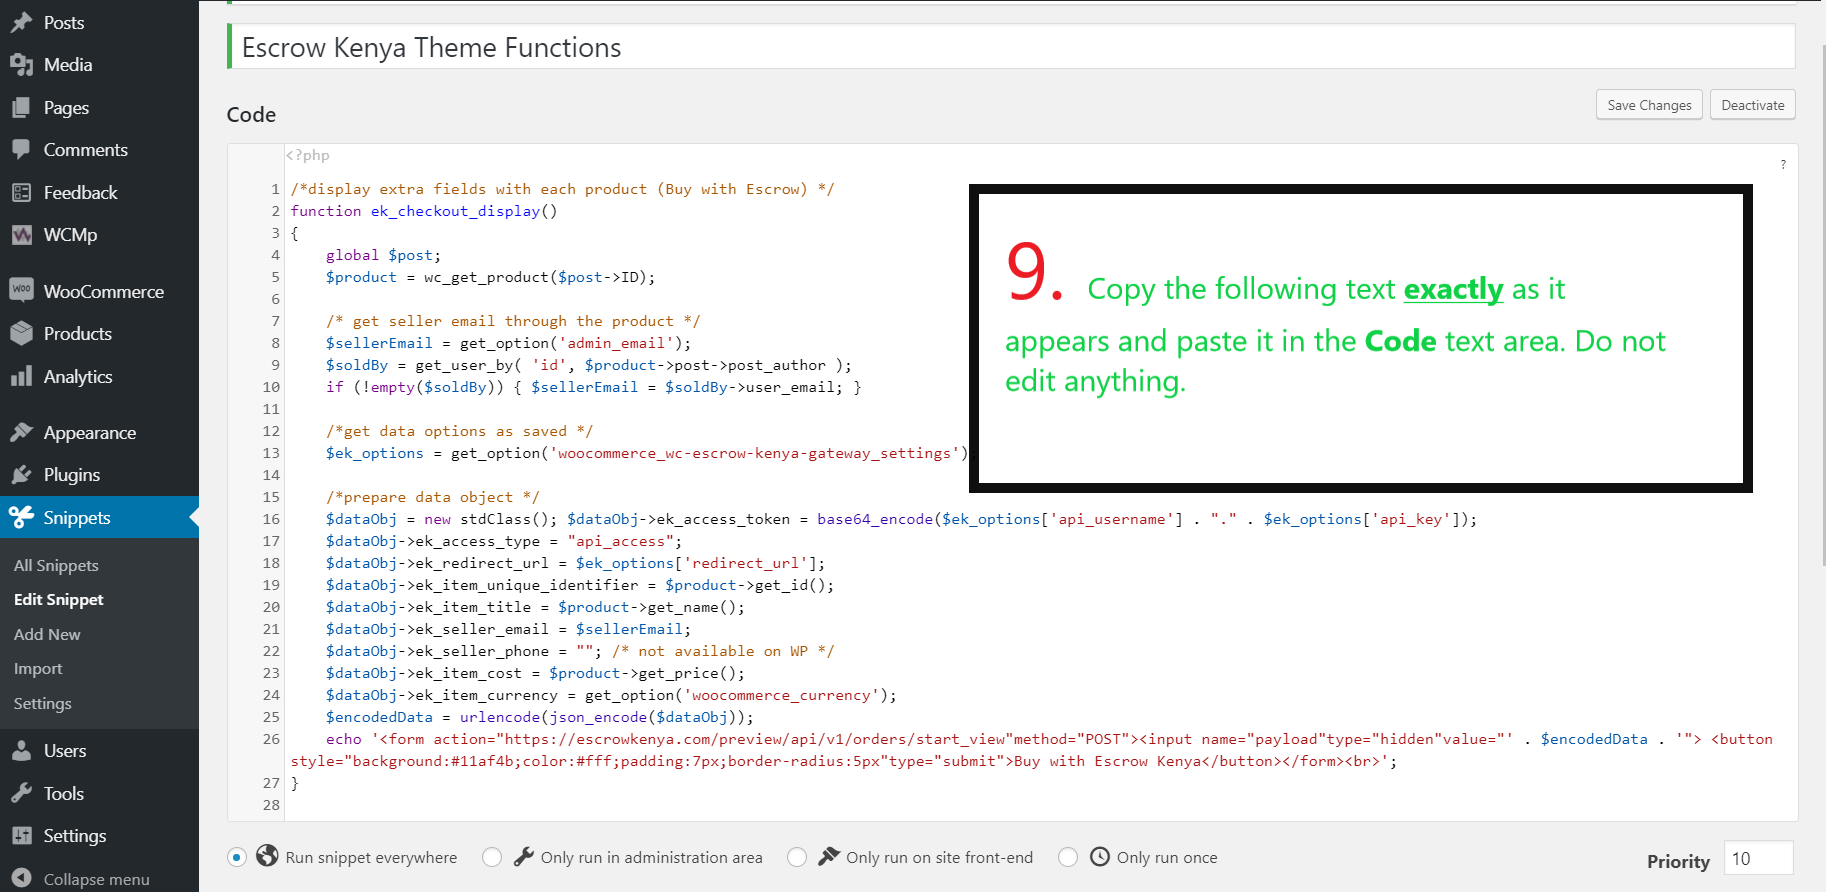 Posts
Media
Pages
Comments
Feedback
WCMp
WooCommerce
Products
Analytics
Appearance
Plugins
Snippets
All Snippets
Edit Snippet
Add New
Import
Settings
Users
Tools
Settings
Collapse menu
Escrow Kenya Theme Functions
Code
Save Changes
Deactivate
<?php
?
1 /*display extra fields with each product (Buy with Escrow) */
2 function ek_checkout_display()
3 {
4     global $post;
5     $product = wc_get_product($post->ID);
6
7     /* get seller email through the product */
8     $sellerEmail = get_option('admin_email');
9     $soldBy = get_user_by( 'id', $product->post->post_author );
10     if (!empty($soldBy)) { $sellerEmail = $soldBy->user_email; }
11
12     /*get data options as saved */
13     $ek_options = get_option('woocommerce_wc-escrow-kenya-gateway_settings');
14
15     /*prepare data object */
16     $dataObj = new stdClass(); $dataObj->ek_access_token = base64_encode($ek_options['api_username'] . "." . $ek_options['api_key']);
17     $dataObj->ek_access_type = "api_access";
18     $dataObj->ek_redirect_url = $ek_options['redirect_url'];
19     $dataObj->ek_item_unique_identifier = $product->get_id();
20     $dataObj->ek_item_title = $product->get_name();
21     $dataObj->ek_seller_email = $sellerEmail;
22     $dataObj->ek_seller_phone = ""; /* not available on WP */
23     $dataObj->ek_item_cost = $product->get_price();
24     $dataObj->ek_item_currency = get_option('woocommerce_currency');
25     $encodedData = urlencode(json_encode($dataObj));
26     echo '<form action="https://escrowkenya.com/preview/api/v1/orders/start_view"method="POST"><input name="payload"type="hidden"value="' . $encodedData . '"> <button
style="background:#11af4b;color:#fff;padding:7px;border-radius:5px"type="submit">Buy with Escrow Kenya</button></form><br>';
27 }
28
9. Copy the following text exactly as it
appears and paste it in the Code text area. Do not
edit anything.
Run snippet everywhere
Only run in administration area
Only run on site front-end
Only run once
Priority
10